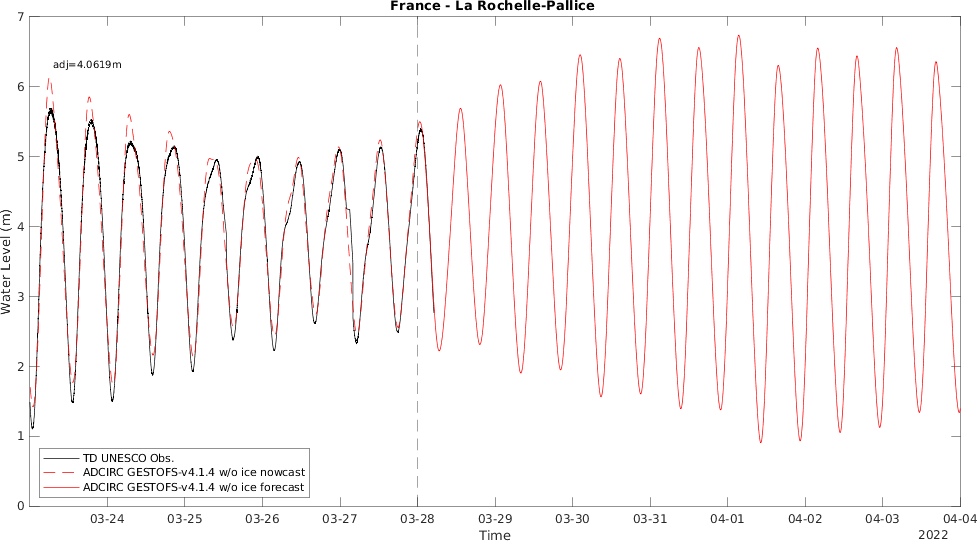 France - La Rochelle-Pallice
adj=4.0619m
7
6
5
4
3
2
1
0
Water Level (m)
TD UNESCO Obs.
ADCIRC GESTOFS-v4.1.4 w/o ice nowcast
ADCIRC GESTOFS-v4.1.4 w/o ice forecast
03-24 03-25 03-26 03-27 03-28 03-29 03-30 03-31 04-01 04-02 04-03 04-04
Time
2022